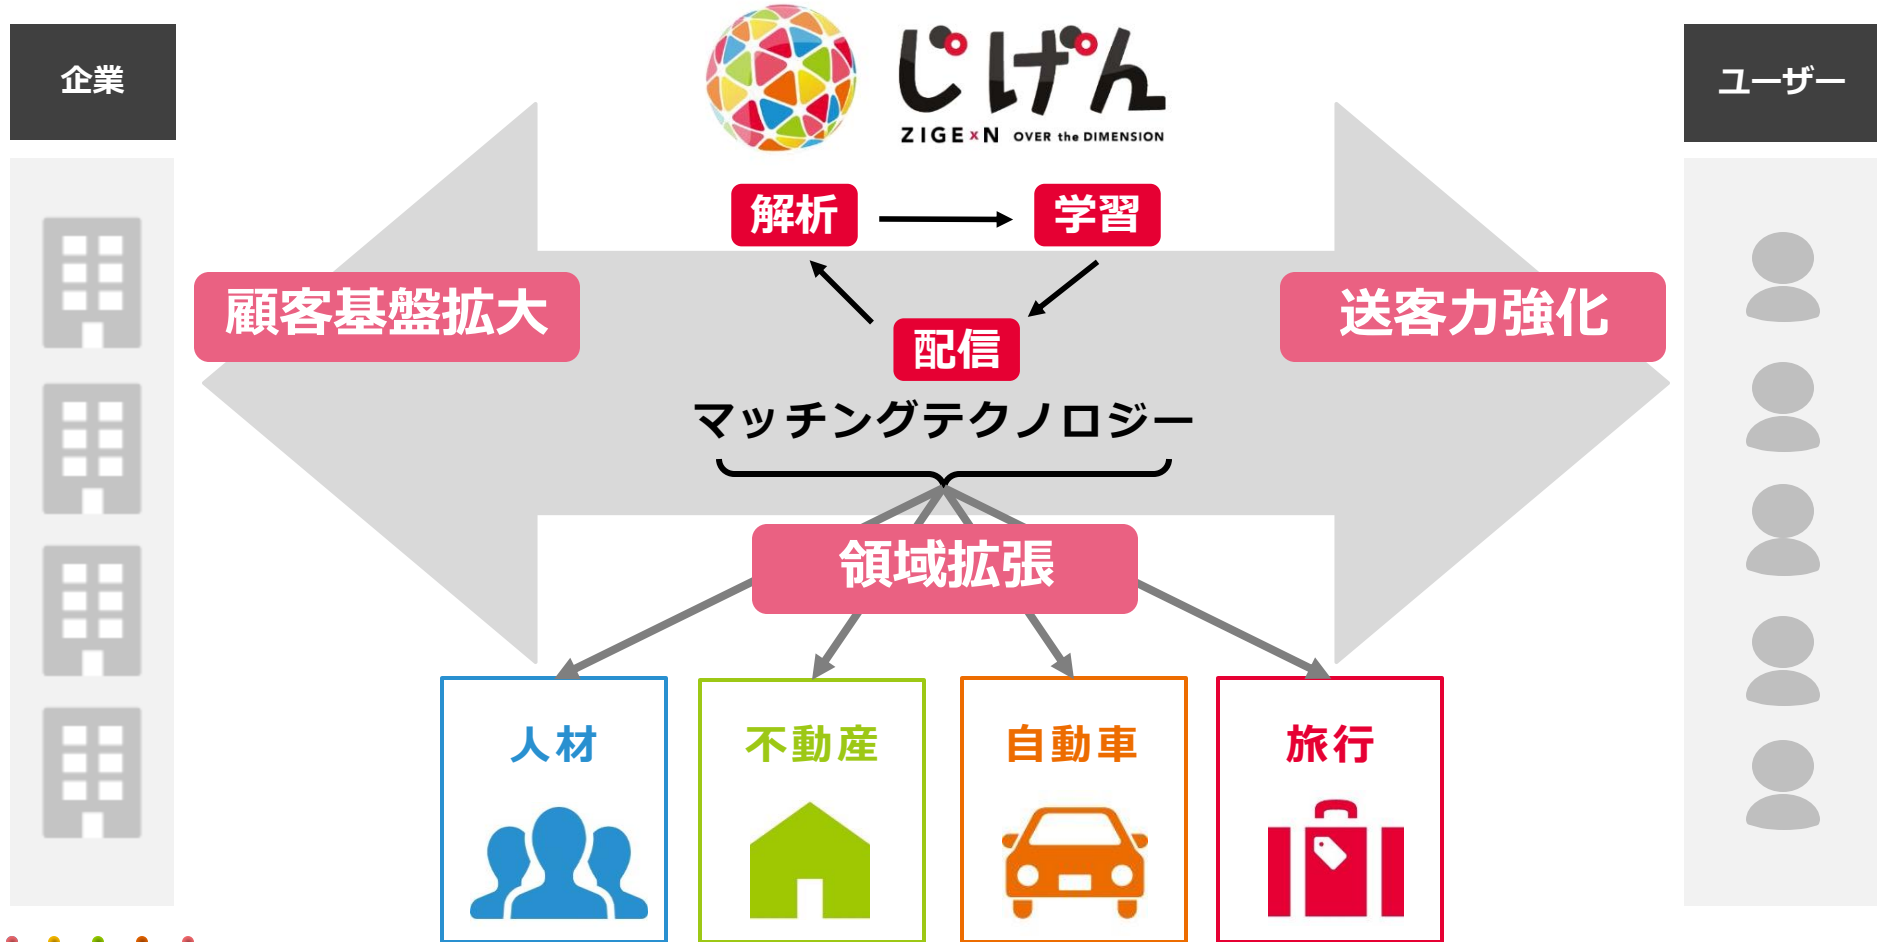 企業
じげん
ZIGExN OVER the DIMENSION
ユーザー
解析
学習
顧客基盤拡大
送客力強化
配信
マッチングテクノロジー
領域拡張
人材
不動産
自動車
旅行